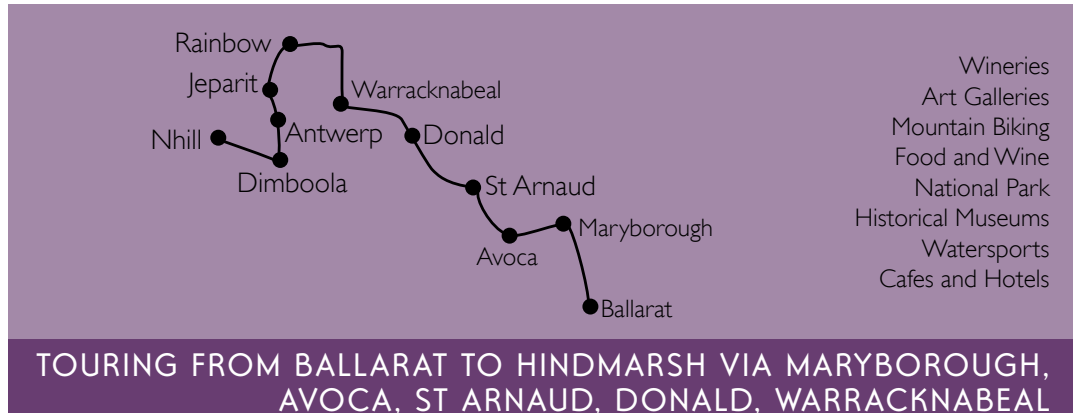 Rainbow
Jeparit
Warracknabeal
Nhill
Antwerp
Donald
Dimboola
St Arnaud
Maryborough
Avoca
Ballarat
Wineries
Art Galleries
Mountain Biking
Food and Wine
National Park
Historical Museums
Watersports
Cafes and Hotels
TOURING FROM BALLARAT TO HINDMARSH VIA MARYBOROUGH,
AVOCA, ST ARNAUD, DONALD, WARRACKNABEAL